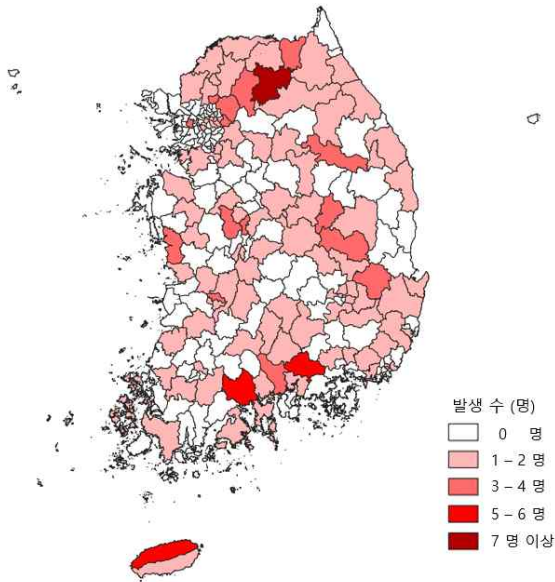 발생 수 (명)
0 명
1 – 2 명
3 – 4 명
5 – 6 명
7 명 이상